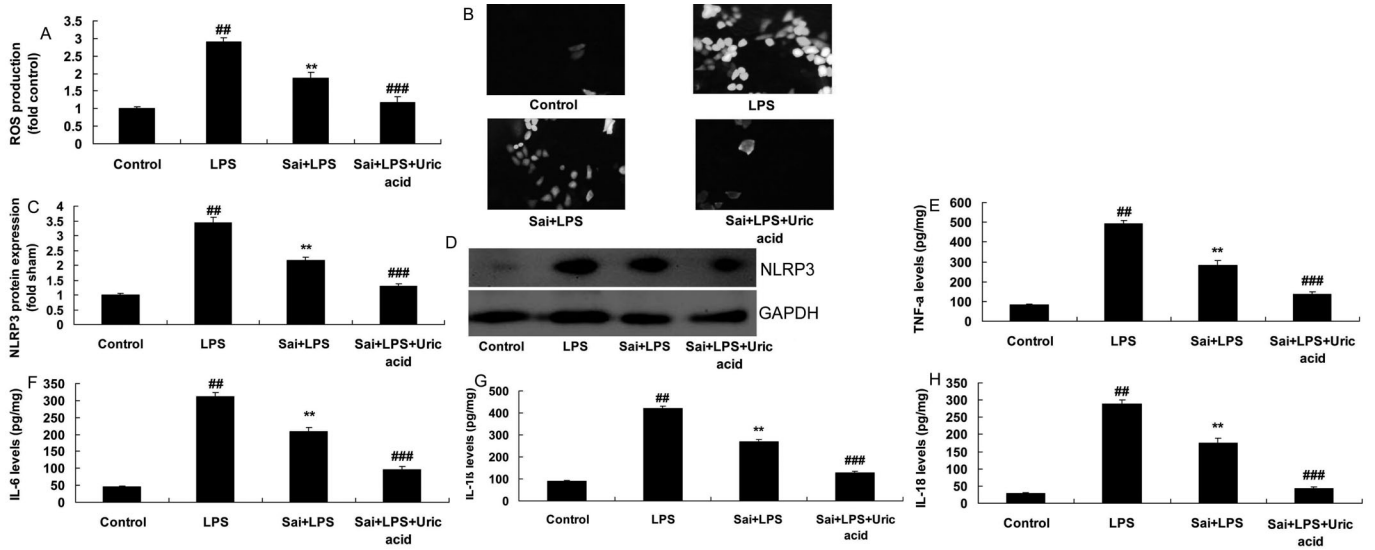 A
ROS production
(fold control)
3.5
3
2.5
2
1.5
1
0.5
0
##
**
###
Control
LPS
Sai+LPS
Sai+LPS+Uric
acid
B
Control
LPS
Sai+LPS
Sai+LPS+Uric
acid
C
NLRP3 protein expression
(fold sham)
4
3.5
3
2.5
2
1.5
1
0.5
0
##
**
###
Control
LPS
Sai+LPS
Sai+LPS+Uric
acid
D
NLRP3
GAPDH
Control
LPS
Sai+LPS
Sai+LPS+Uric
acid
E
TNF-a levels (pg/mg)
600
500
400
300
200
100
0
##
**
###
Control
LPS
Sai+LPS
Sai+LPS+Uric
acid
F
IL-6 levels (pg/mg)
350
300
250
200
150
100
50
0
##
**
###
Control
LPS
Sai+LPS
Sai+LPS+Uric
acid
G
IL-1ß levels (pg/mg)
500
400
300
200
100
0
##
**
###
Control
LPS
Sai+LPS
Sai+LPS+Uric
acid
H
IL-18 levels (pg/mg)
350
300
250
200
150
100
50
0
##
**
###
Control
LPS
Sai+LPS
Sai+LPS+Uric
acid